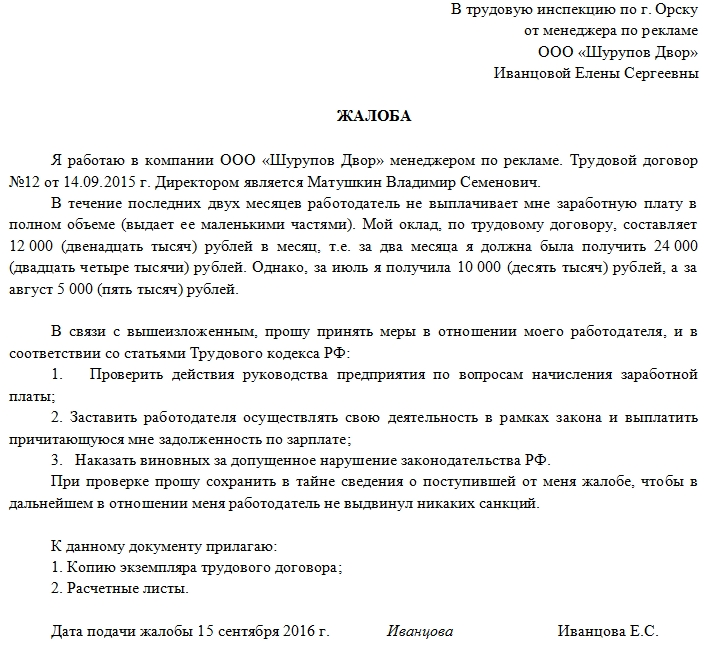 В трудовую инспекцию по г. Орску
от менеджера по рекламе
ООО «Шурупов Двор»
Иванцовой Елены Сергеевны
ЖАЛОБА
Я работаю в компании ООО «Шурупов Двор» менеджером по рекламе. Трудовой договор
№12 от 14.09.2015 г. Директором является Матушкин Владимир Семенович.
В течение последних двух месяцев работодатель не выплачивает мне заработную плату в
полном объеме (выдает ее маленькими частями). Мой оклад, по трудовому договору, составляет
12 000 (двенадцать тысяч) рублей в месяц, т.е. за два месяца я должна была получить 24 000
(двадцать четыре тысячи) рублей. Однако, за июль я получила 10 000 (десять тысяч) рублей, а за
август 5 000 (пять тысяч) рублей.
В связи с вышеизложенным, прошу принять меры в отношении моего работодателя, и в
соответствии со статьями Трудового кодекса РФ:
1. Проверить действия руководства предприятия по вопросам начисления заработной
платы;
2. Заставить работодателя осуществлять свою деятельность в рамках закона и выплатить
причитающуюся мне задолженность по зарплате;
3. Наказать виновных за допущенное нарушение законодательства РФ.
При проверке прошу сохранить в тайне сведения о поступившей от меня жалобе, чтобы в
дальнейшем в отношении меня работодатель не выдвинул никаких санкций.
К данному документу прилагаю:
1. Копию экземпляра трудового договора;
2. Расчетные листы.
Дата подачи жалобы 15 сентября 2016 г. Иванцова Иванцова Е.С.